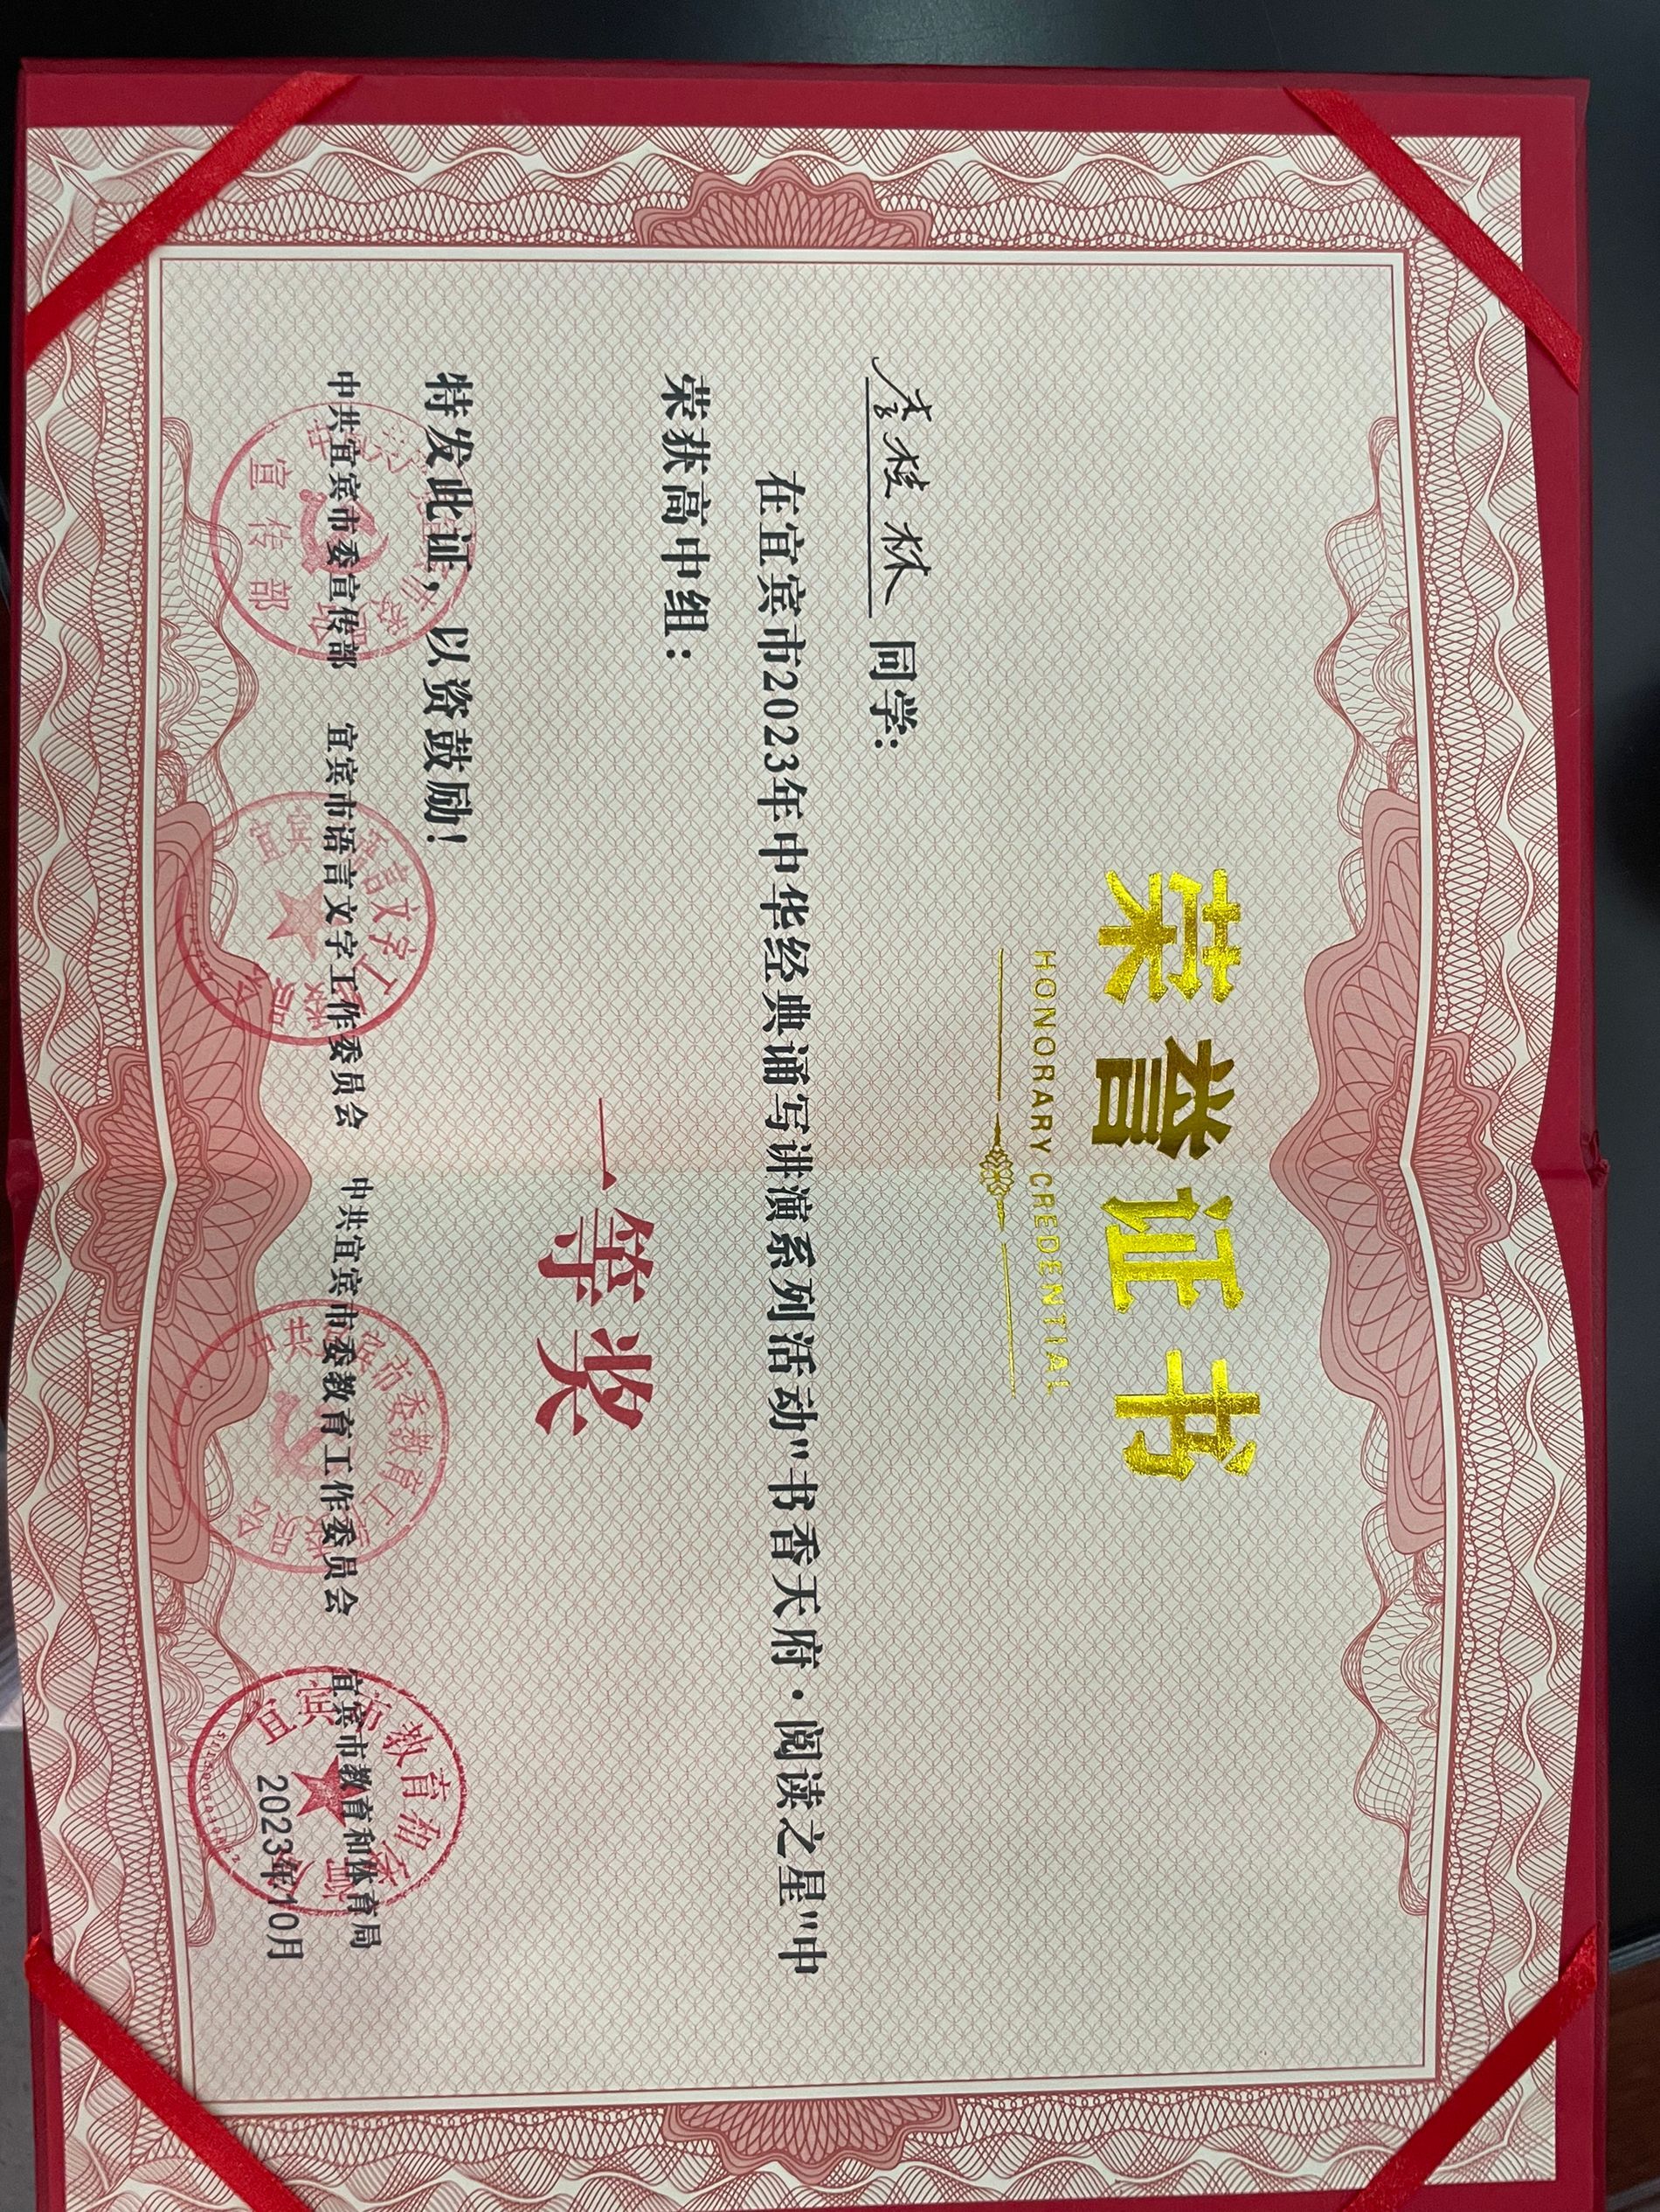 荣誉证书
HONORARY CREDENTIAL
李桂林 同学:
在宜宾市2023年中华经典诵写讲演系列活动"书香天府·阅读之星"中
荣获高中组：
一等奖
特发此证，以资鼓励!
中共宜宾市委宣传部 宜宾市语言文字工作委员会 中共宜宾市委教育工作委员会 宜宾市教育和体育局
2023年10月